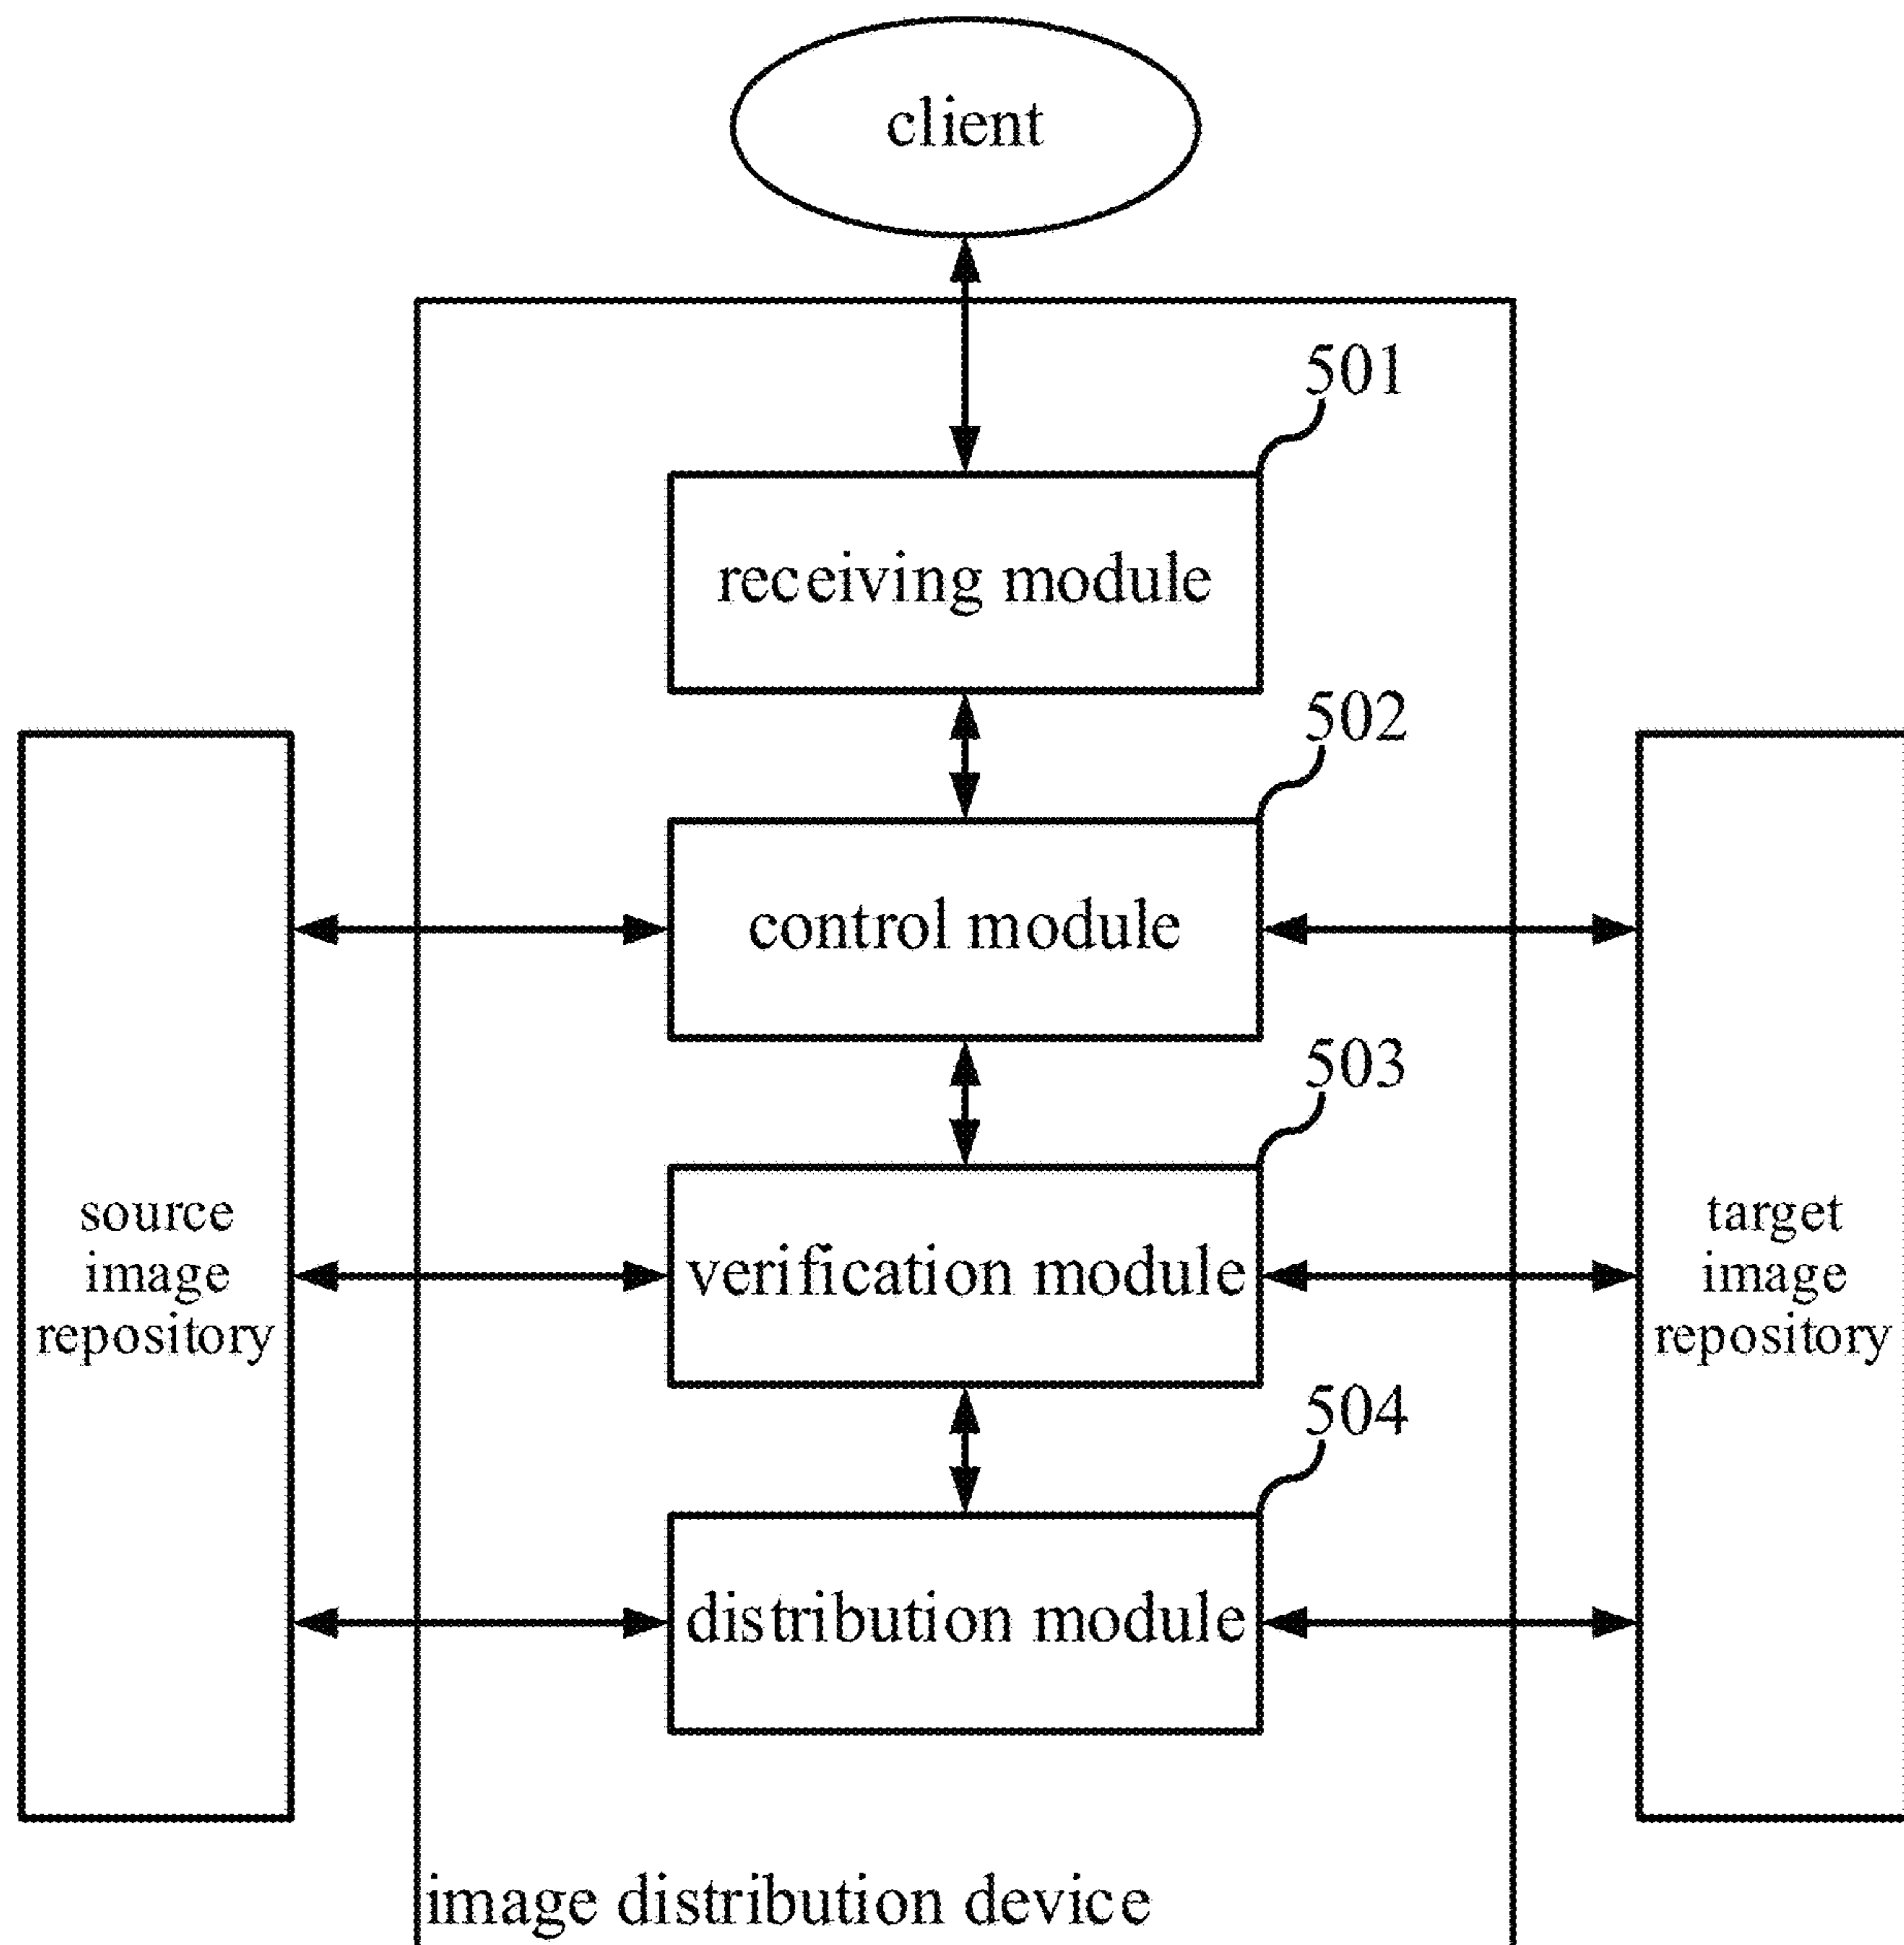 client
501
receiving module
502
control module
503
source
image
repository
verification module
target
image
repository
504
distribution module
image distribution device